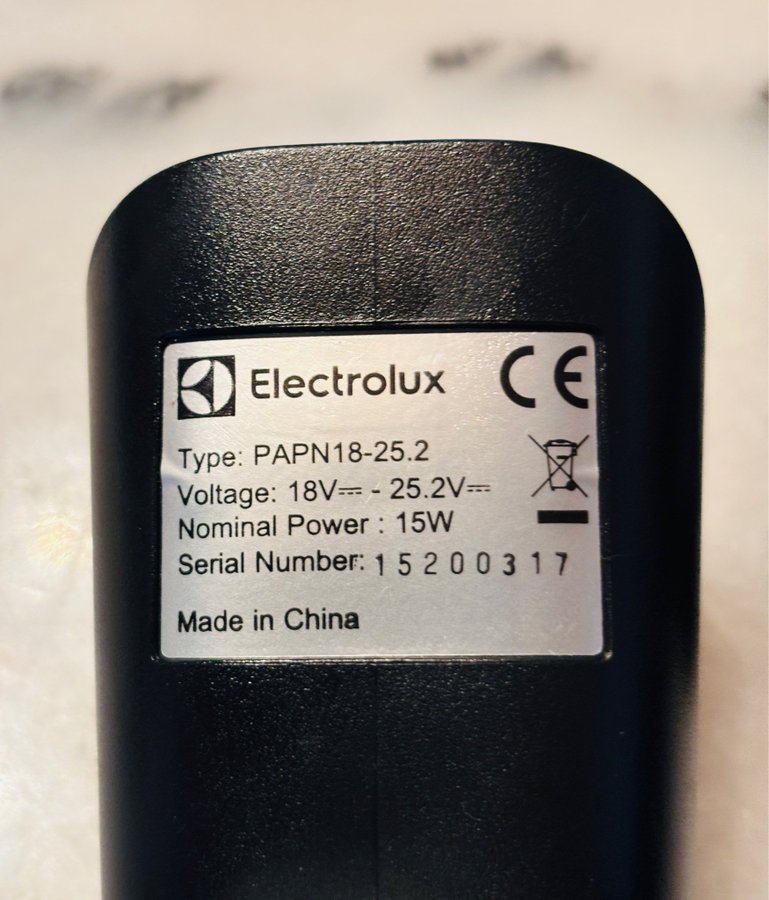 Electrolux CE
Type: PAPN18-25.2
Voltage: 18V⎓ - 25.2V⎓
Nominal Power : 15W
Serial Number: 15200317
Made in China